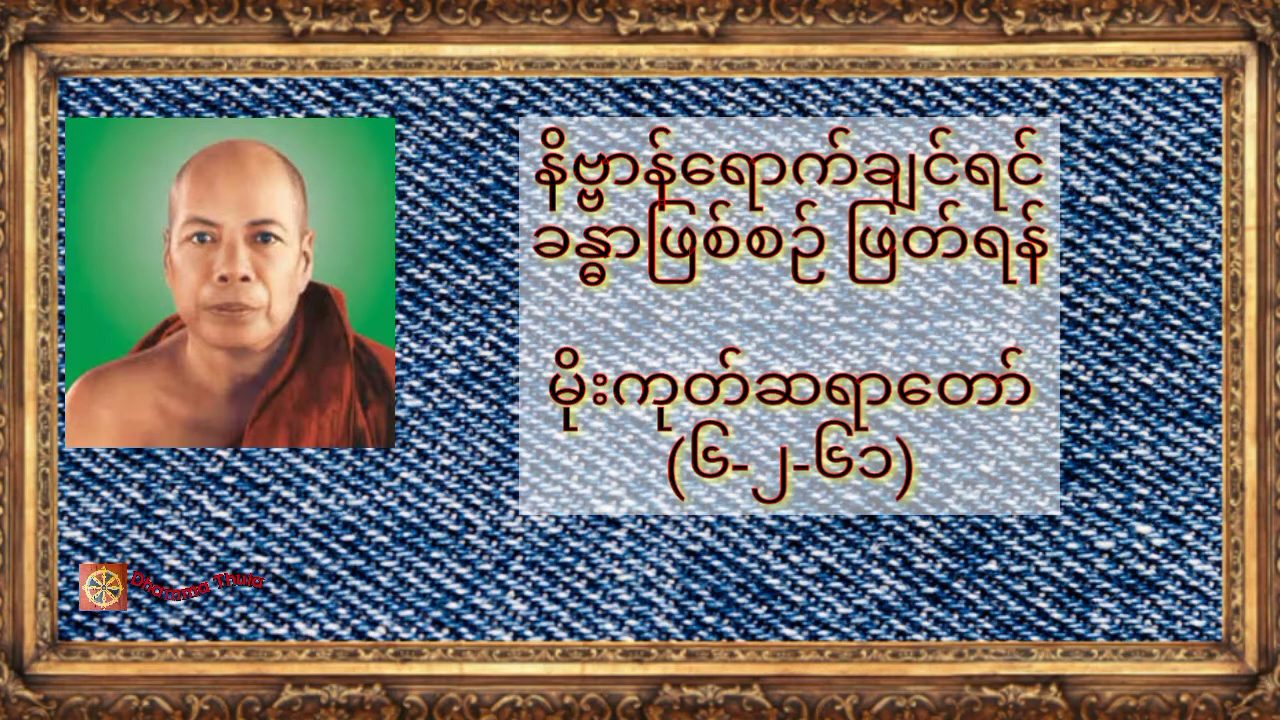 နိဗ္ဗာန်ရောက်ချင်ရင်
ခန္ဓာဖြစ်စဉ် ဖြတ်ရန်
မိုးကုတ်ဆရာတော်
(၆-၂-၆၁)
Dhamma Thuta